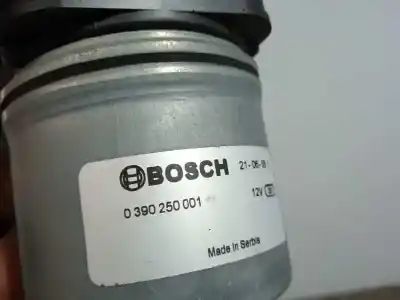 BOSCH 21-06-18
0 390 250 001 12V
Made in Serbia